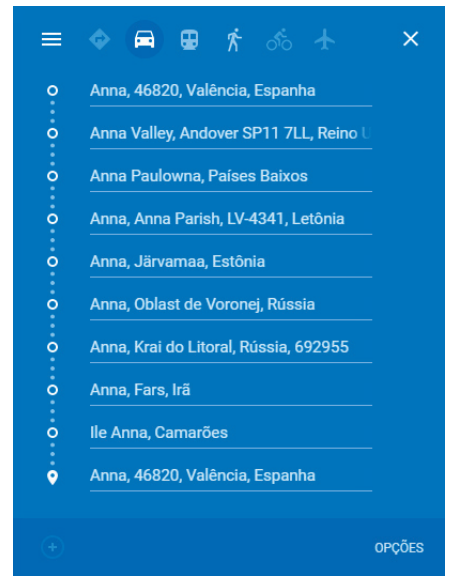 Anna, 46820, Valência, Espanha
Anna Valley, Andover SP11 7LL, Reino U
Anna Paulowna, Países Baixos
Anna, Anna Parish, LV-4341, Letônia
Anna, Järvamaa, Estônia
Anna, Oblast de Voronej, Rússia
Anna, Krai do Litoral, Rússia, 692955
Anna, Fars, Irã
Ile Anna, Camarões
Anna, 46820, Valência, Espanha
OPÇÕES